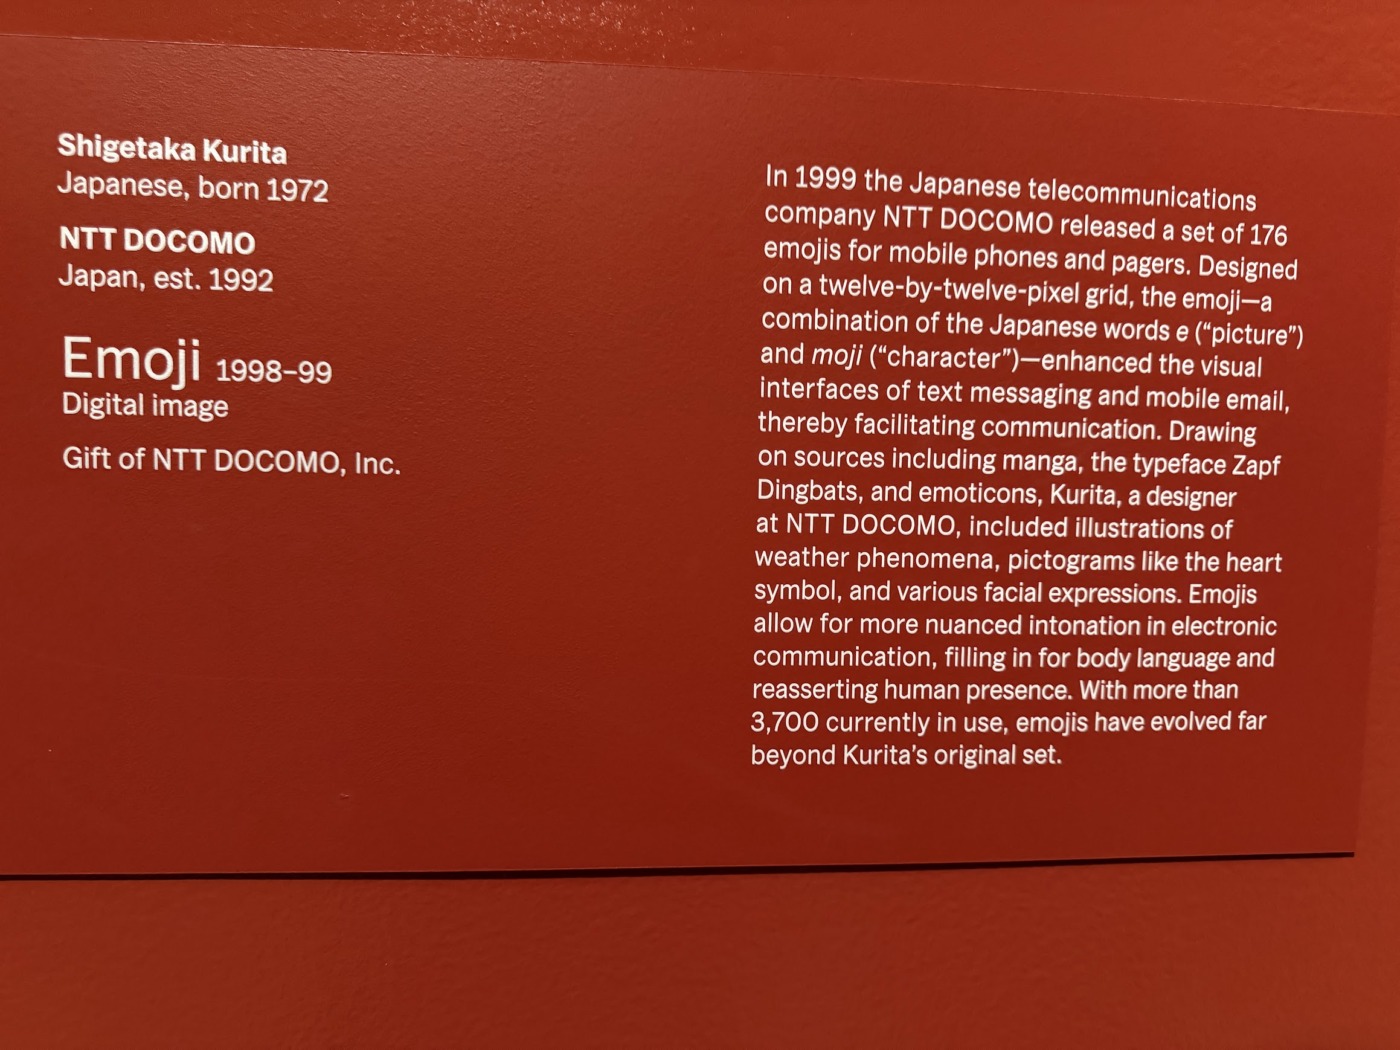 Shigetaka Kurita
Japanese, born 1972
NTT DOCOMO
Japan, est. 1992
Emoji 1998–99
Digital image
Gift of NTT DOCOMO, Inc.
In 1999 the Japanese telecommunications
company NTT DOCOMO released a set of 176
emojis for mobile phones and pagers. Designed
on a twelve-by-twelve-pixel grid, the emoji—a
combination of the Japanese words e (“picture”)
and moji (“character”)—enhanced the visual
interfaces of text messaging and mobile email,
thereby facilitating communication. Drawing
on sources including manga, the typeface Zapf
Dingbats, and emoticons, Kurita, a designer
at NTT DOCOMO, included illustrations of
weather phenomena, pictograms like the heart
symbol, and various facial expressions. Emojis
allow for more nuanced intonation in electronic
communication, filling in for body language and
reasserting human presence. With more than
3,700 currently in use, emojis have evolved far
beyond Kurita’s original set.